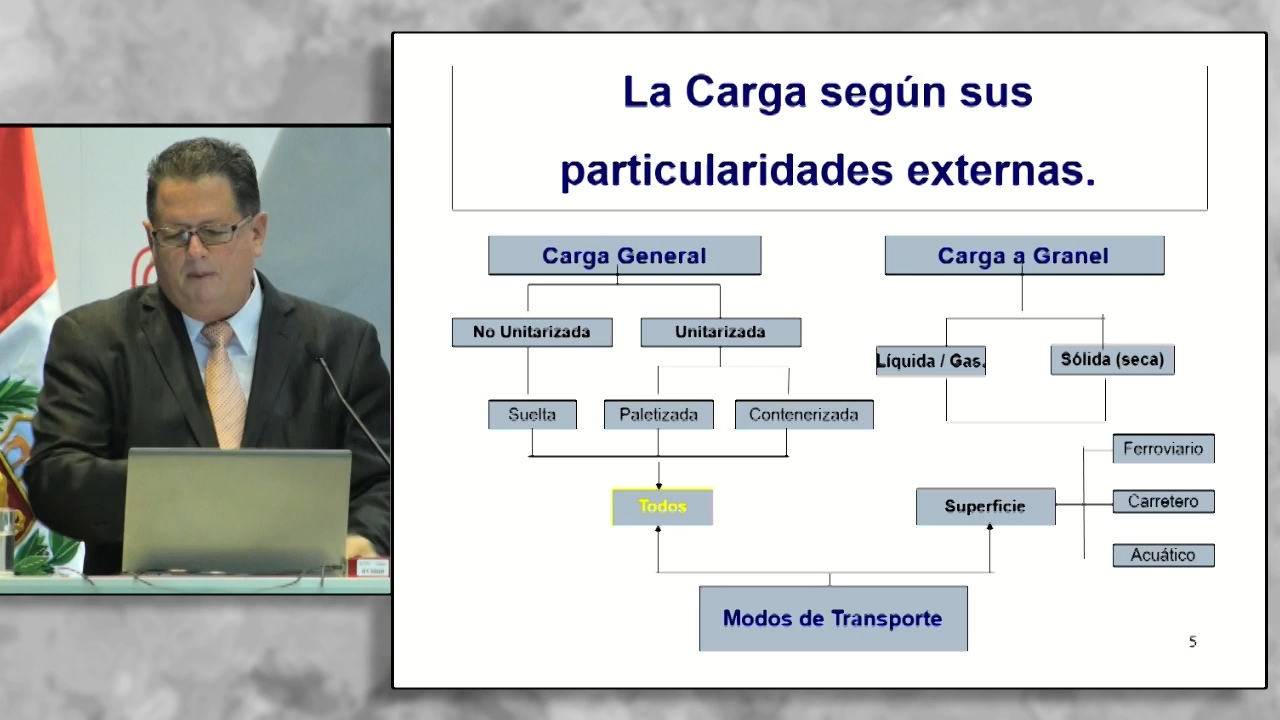 La Carga según sus
particularidades externas.
Carga General
Carga a Granel
No Unitarizada
Unitarizada
Líquida / Gas.
Sólida (seca)
Suelta
Paletizada
Contenerizada
Ferroviario
Todos
Superficie
Carretero
Acuático
Modos de Transporte
5